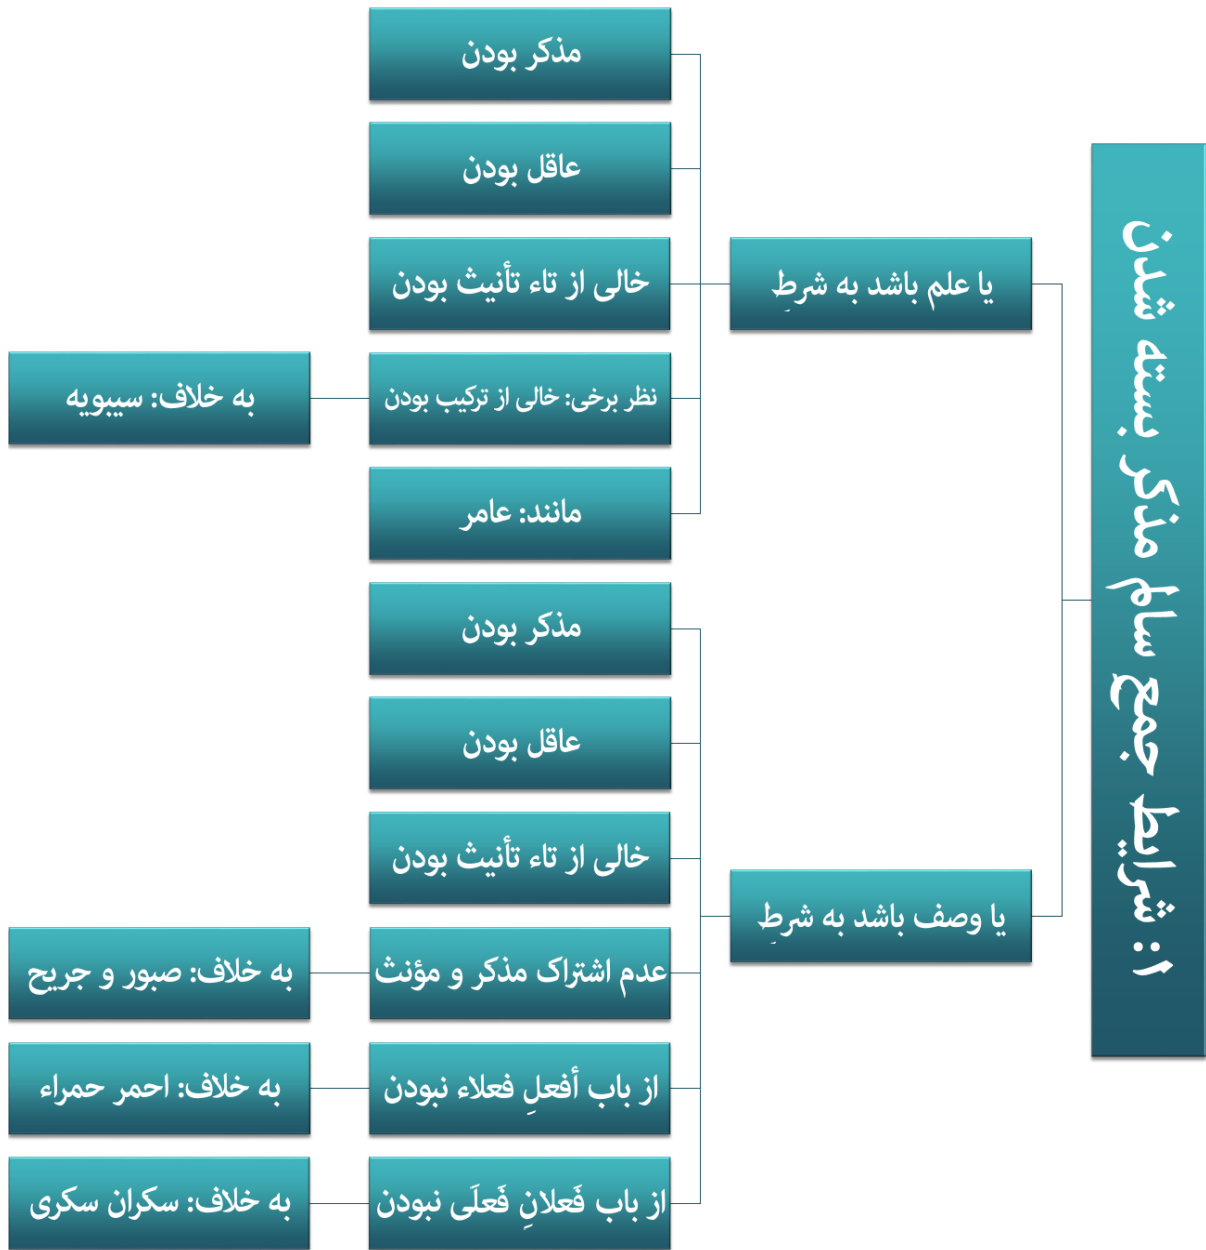 ۱: شرایط جمع سالم مذکر بسته شدن
یا علم باشد به شرطِ
مذکر بودن
عاقل بودن
خالی از تاء تأنیث بودن
نظر برخی: خالی از ترکیب بودن
به خلاف: سیبویه
مانند: عامر
یا وصف باشد به شرطِ
مذکر بودن
عاقل بودن
خالی از تاء تأنیث بودن
عدم اشتراک مذکر و مؤنث
به خلاف: صبور و جریح
از باب أفعلِ فعلاء نبودن
به خلاف: احمر حمراء
از باب فَعلانِ فَعلَی نبودن
به خلاف: سکران سکری